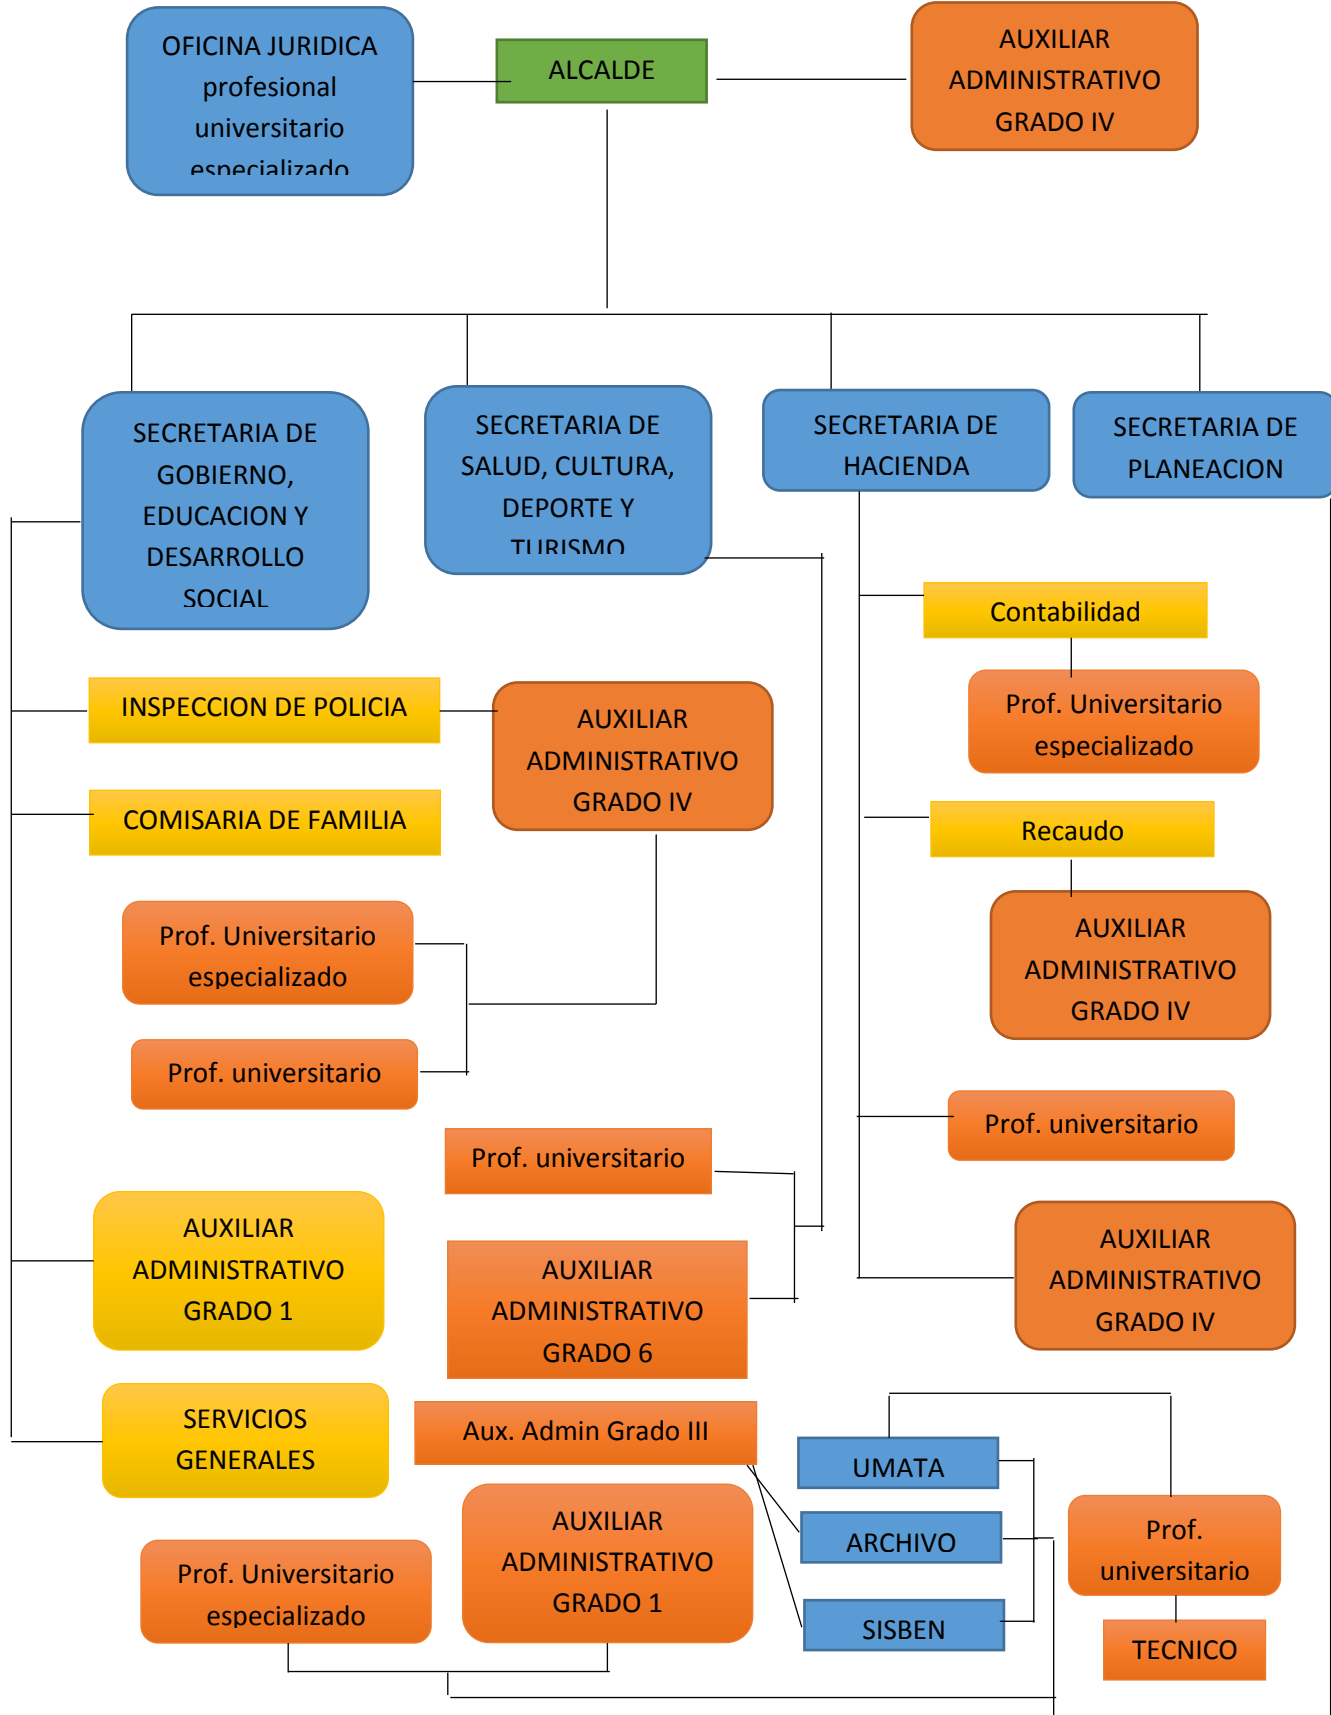 OFICINA JURIDICA
profesional
universitario
especializado
ALCALDE
AUXILIAR
ADMINISTRATIVO
GRADO IV
SECRETARIA DE
GOBIERNO,
EDUCACION Y
DESARROLLO
SOCIAL
SECRETARIA DE
SALUD, CULTURA,
DEPORTE Y
TURISMO
SECRETARIA DE
HACIENDA
SECRETARIA DE
PLANEACION
Contabilidad
Prof. Universitario
especializado
INSPECCION DE POLICIA
AUXILIAR
ADMINISTRATIVO
GRADO IV
COMISARIA DE FAMILIA
Recaudo
AUXILIAR
ADMINISTRATIVO
GRADO IV
Prof. Universitario
especializado
Prof. universitario
Prof. universitario
Prof. universitario
AUXILIAR
ADMINISTRATIVO
GRADO 1
AUXILIAR
ADMINISTRATIVO
GRADO 6
AUXILIAR
ADMINISTRATIVO
GRADO IV
SERVICIOS
GENERALES
Aux. Admin Grado III
UMATA
ARCHIVO
SISBEN
AUXILIAR
ADMINISTRATIVO
GRADO 1
Prof. Universitario
especializado
Prof.
universitario
TECNICO